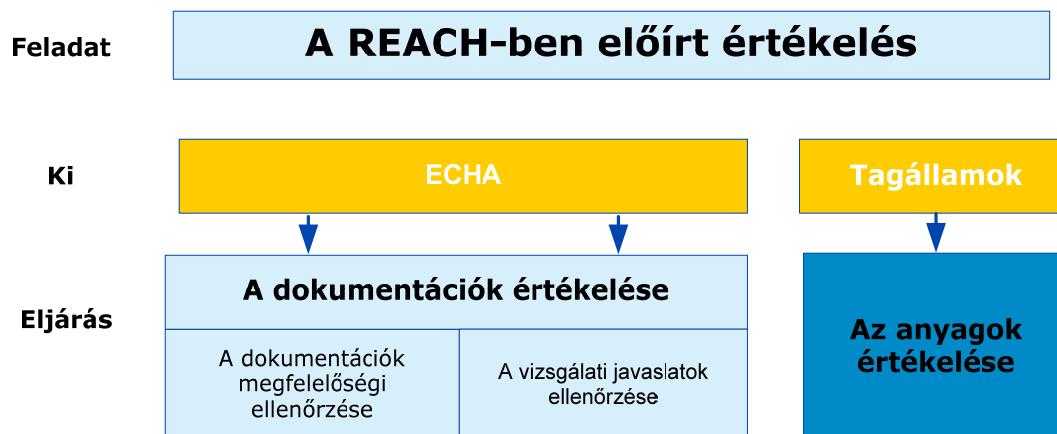 Feladat
A REACH-ben előírt értékelés
Ki
ECHA
Tagállamok
Eljárás
A dokumentációk értékelése
A dokumentációk
megfelelőségi
ellenőrzése
A vizsgálati javaslatok
ellenőrzése
Az anyagok
értékelése